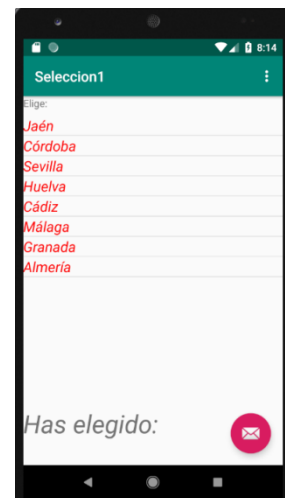 8:14
Seleccion1
Elige:
Jaén
Córdoba
Sevilla
Huelva
Cádiz
Málaga
Granada
Almería
Has elegido: